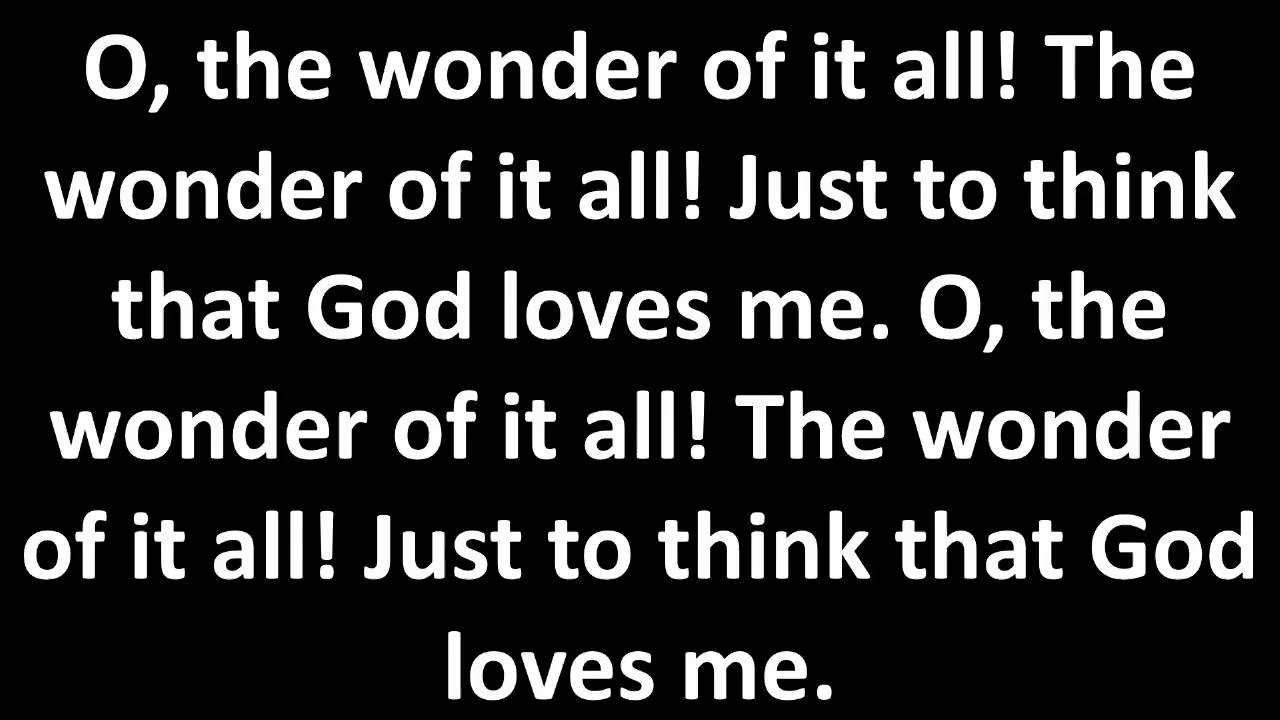 O, the wonder of it all! The
wonder of it all! Just to think
that God loves me. O, the
wonder of it all! The wonder
of it all! Just to think that God
loves me.